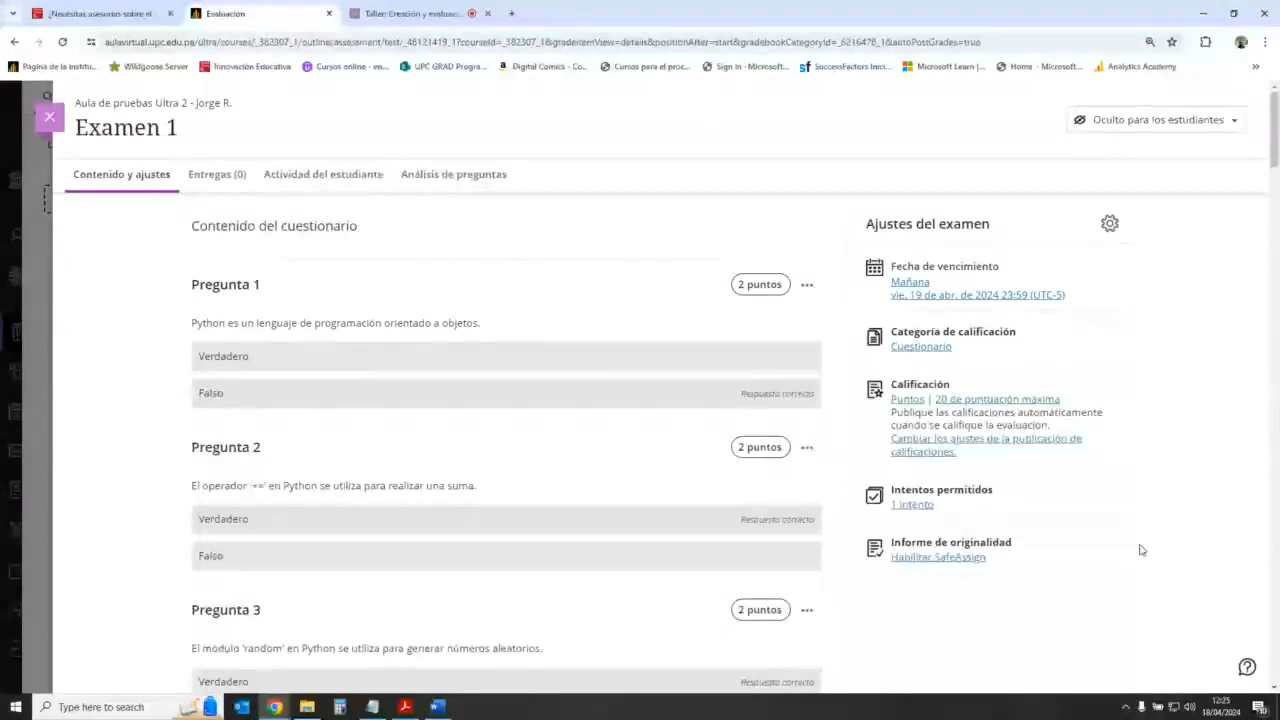 ¿Necesitas asesorías sobre el
Evaluación
Taller: Creación y evaluac
aulavirtual.upc.edu.pe/ultra/courses/_382307_1/outline/assessment/test/_46121419_1?courseId=_382307_1&gradeitemView=details&positionAfter=start&gradebookCategoryId=_6216478_1&autoPostGrades=true
Página de la Institu...
Wildgoose Server
Innovación Educativa
Cursos online - en...
UPC GRAD Progra...
Digital Comics - Co...
Cursos para el proc...
Sign In - Microsoft...
SuccessFactors Inici...
Microsoft Learn |...
Home - Microsoft...
Analytics Academy
Aula de pruebas Ultra 2 - Jorge R.
Examen 1
Oculto para los estudiantes
Contenido y ajustes
Entregas (0)
Actividad del estudiante
Análisis de preguntas
Contenido del cuestionario
Pregunta 1
2 puntos
Python es un lenguaje de programación orientado a objetos.
Verdadero
Falso
Respuesta correcta
Pregunta 2
2 puntos
El operador '+=' en Python se utiliza para realizar una suma.
Verdadero
Respuesta correcta
Falso
Pregunta 3
2 puntos
El módulo 'random' en Python se utiliza para generar números aleatorios.
Verdadero
Respuesta correcta
Ajustes del examen
Fecha de vencimiento
Mañana
vie, 19 de abr. de 2024 23:59 (UTC-5)
Categoría de calificación
Cuestionario
Calificación
Puntos | 20 de puntuación máxima
Publique las calificaciones automáticamente
cuando se califique la evaluación.
Cambiar los ajustes de la publicación de
calificaciones.
Intentos permitidos
1 intento
Informe de originalidad
Habilitar SafeAssign
Type here to search
12:25
18/04/2024